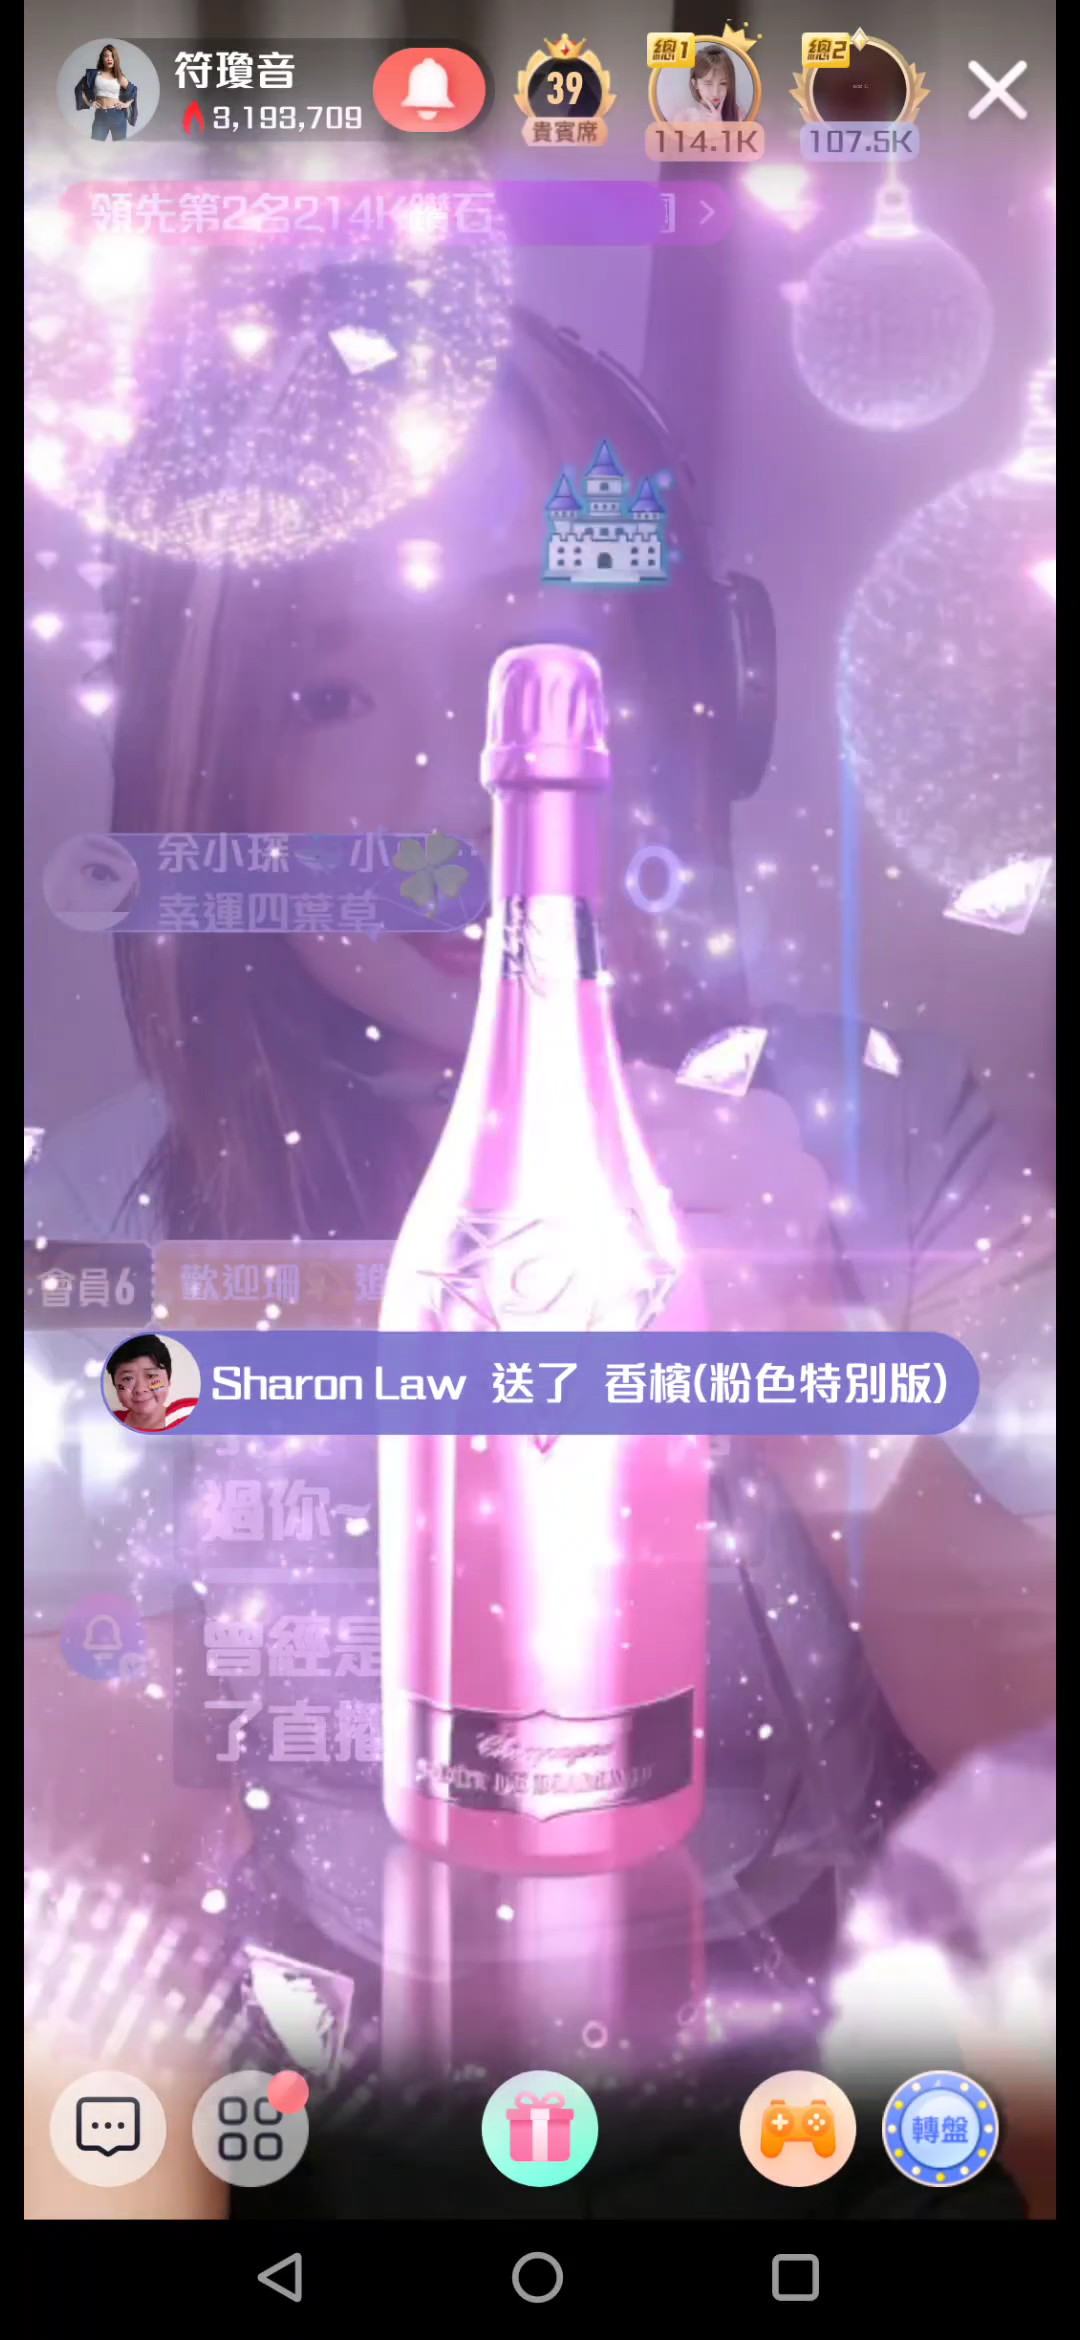 符瓊音
3,193,709
39
貴賓席
總1
114.1K
總2
107.5K
領先第2名214K鑽石
余小琛 小
幸運四葉草
會員6
歡迎珊 進
Sharon Law 送了 香檳(粉色特別版)
過你~
曾經是
了直播
Champagne
轉盤